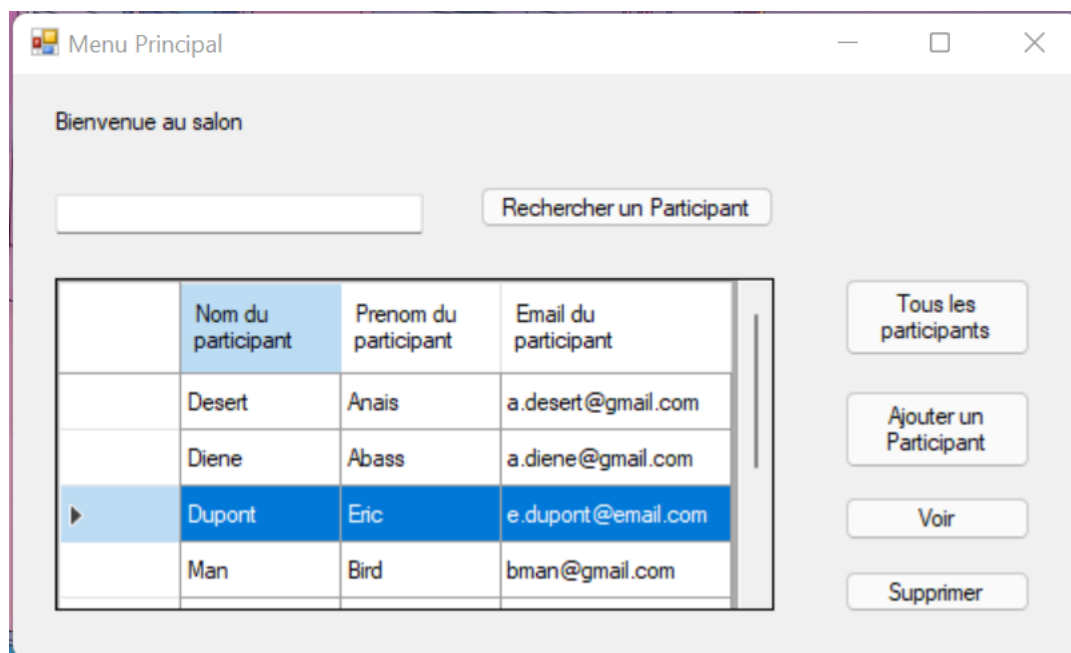 Menu Principal
Bienvenue au salon
Rechercher un Participant
Nom du
participant
Prenom du
participant
Email du
participant
Desert Anais a.desert@gmail.com
Diene Abass a.diene@gmail.com
Dupont Eric e.dupont@email.com
Man Bird bman@gmail.com
Tous les
participants
Ajouter un
Participant
Voir
Supprimer